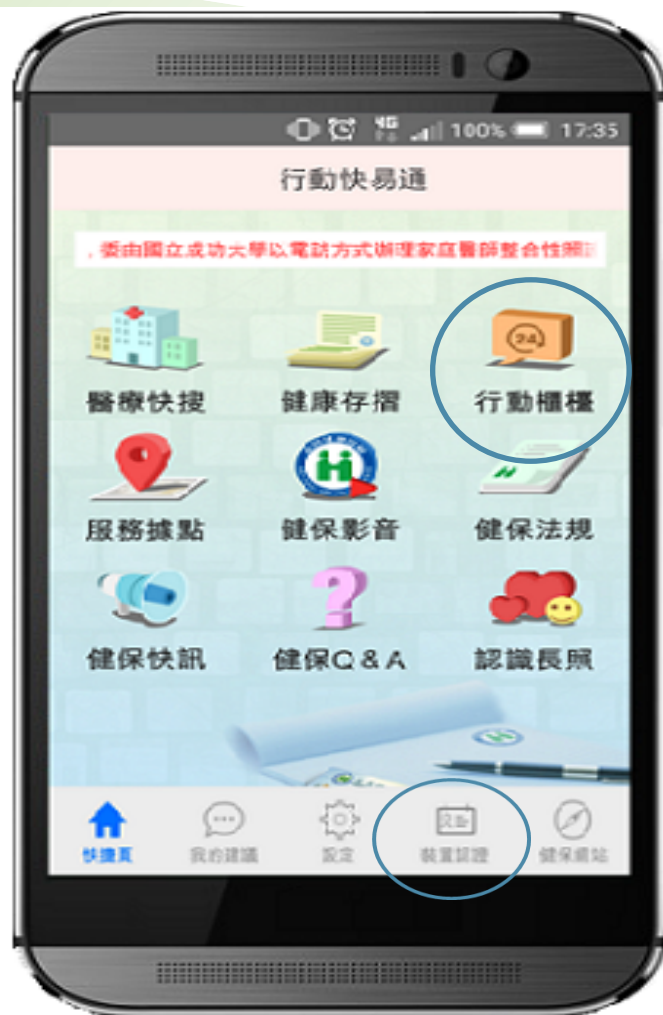 4G 100% 17:35
行動快易通
，委由國立成功大學以電訪方式辦理家庭醫師整合性照
醫療快搜 健康存摺 行動櫃檯
24
服務據點 健保影音 健保法規
健保快訊 健保Q&A 認識長照
快捷頁 我的建議 設定 裝置認證 健保網站